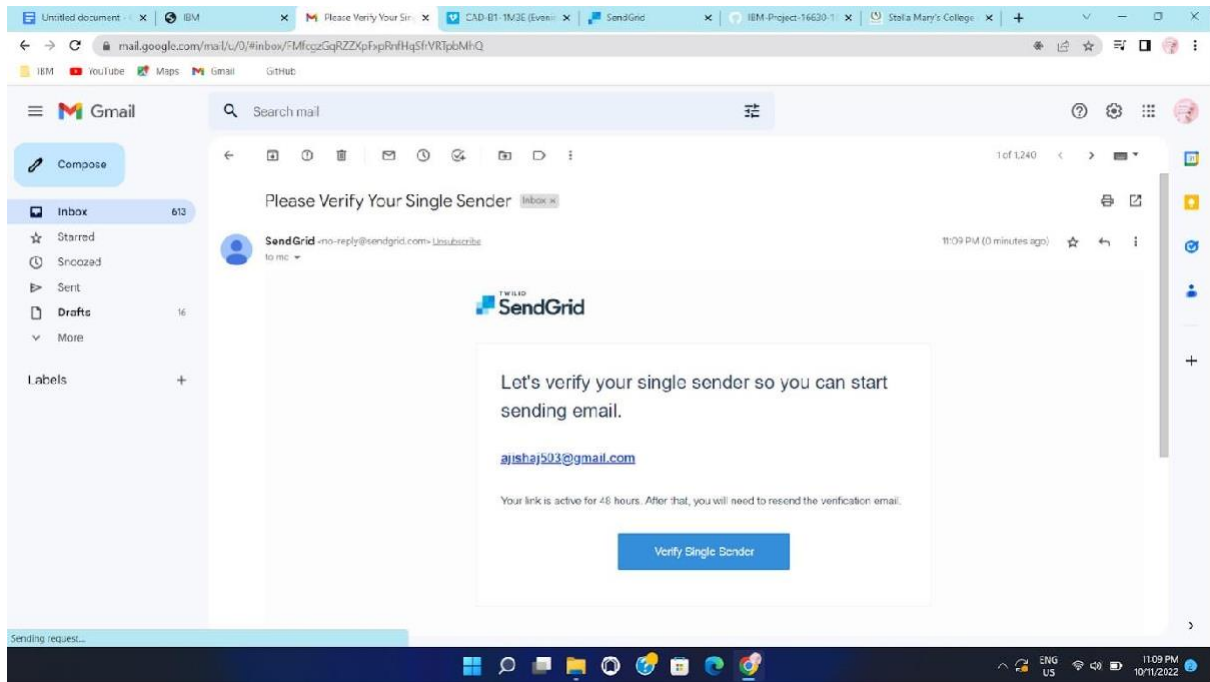 Untitled document - IBM Please Verify Your Sin CAD-B1-1M3E (Eveni SendGrid IBM-Project-16630-1 Stella Mary's College
mail.google.com/mail/u/0/#inbox/
IBM YouTube Maps Gmail GitHub
Gmail Search mail
Compose 1 of 1,240
Please Verify Your Single Sender Inbox x
Inbox 613
Starred
SendGrid <no-reply@sendgrid.com> Unsubscribe 11:09 PM (0 minutes ago)
to me
Snoozed
Sent
Drafts 16
More
Labels
TWILIO
SendGrid
Let's verify your single sender so you can start
sending email.
ajishaj503@gmail.com
Your link is active for 48 hours. After that, you will need to resend the verification email.
Verify Single Sender
Sending request...
ENG
US
11:09 PM
10/11/2022